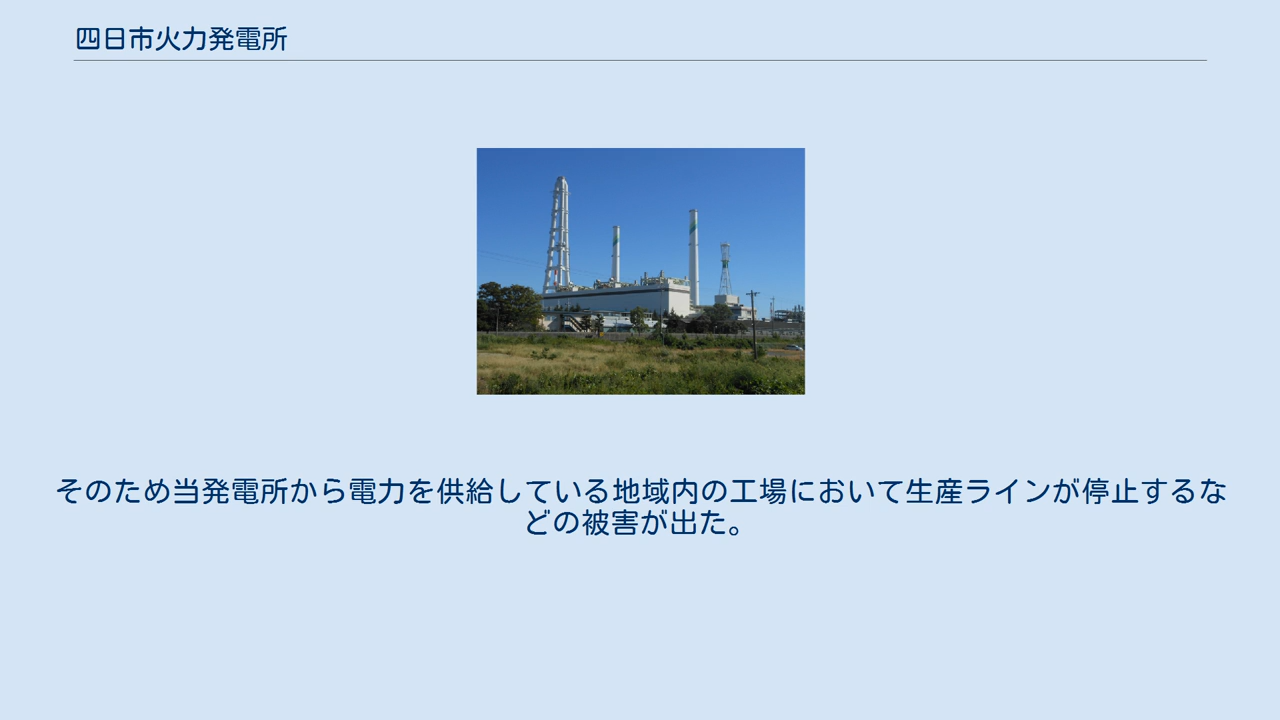 四日市火力発電所
そのため当発電所から電力を供給している地域内の工場において生産ラインが停止するな
どの被害が出た。